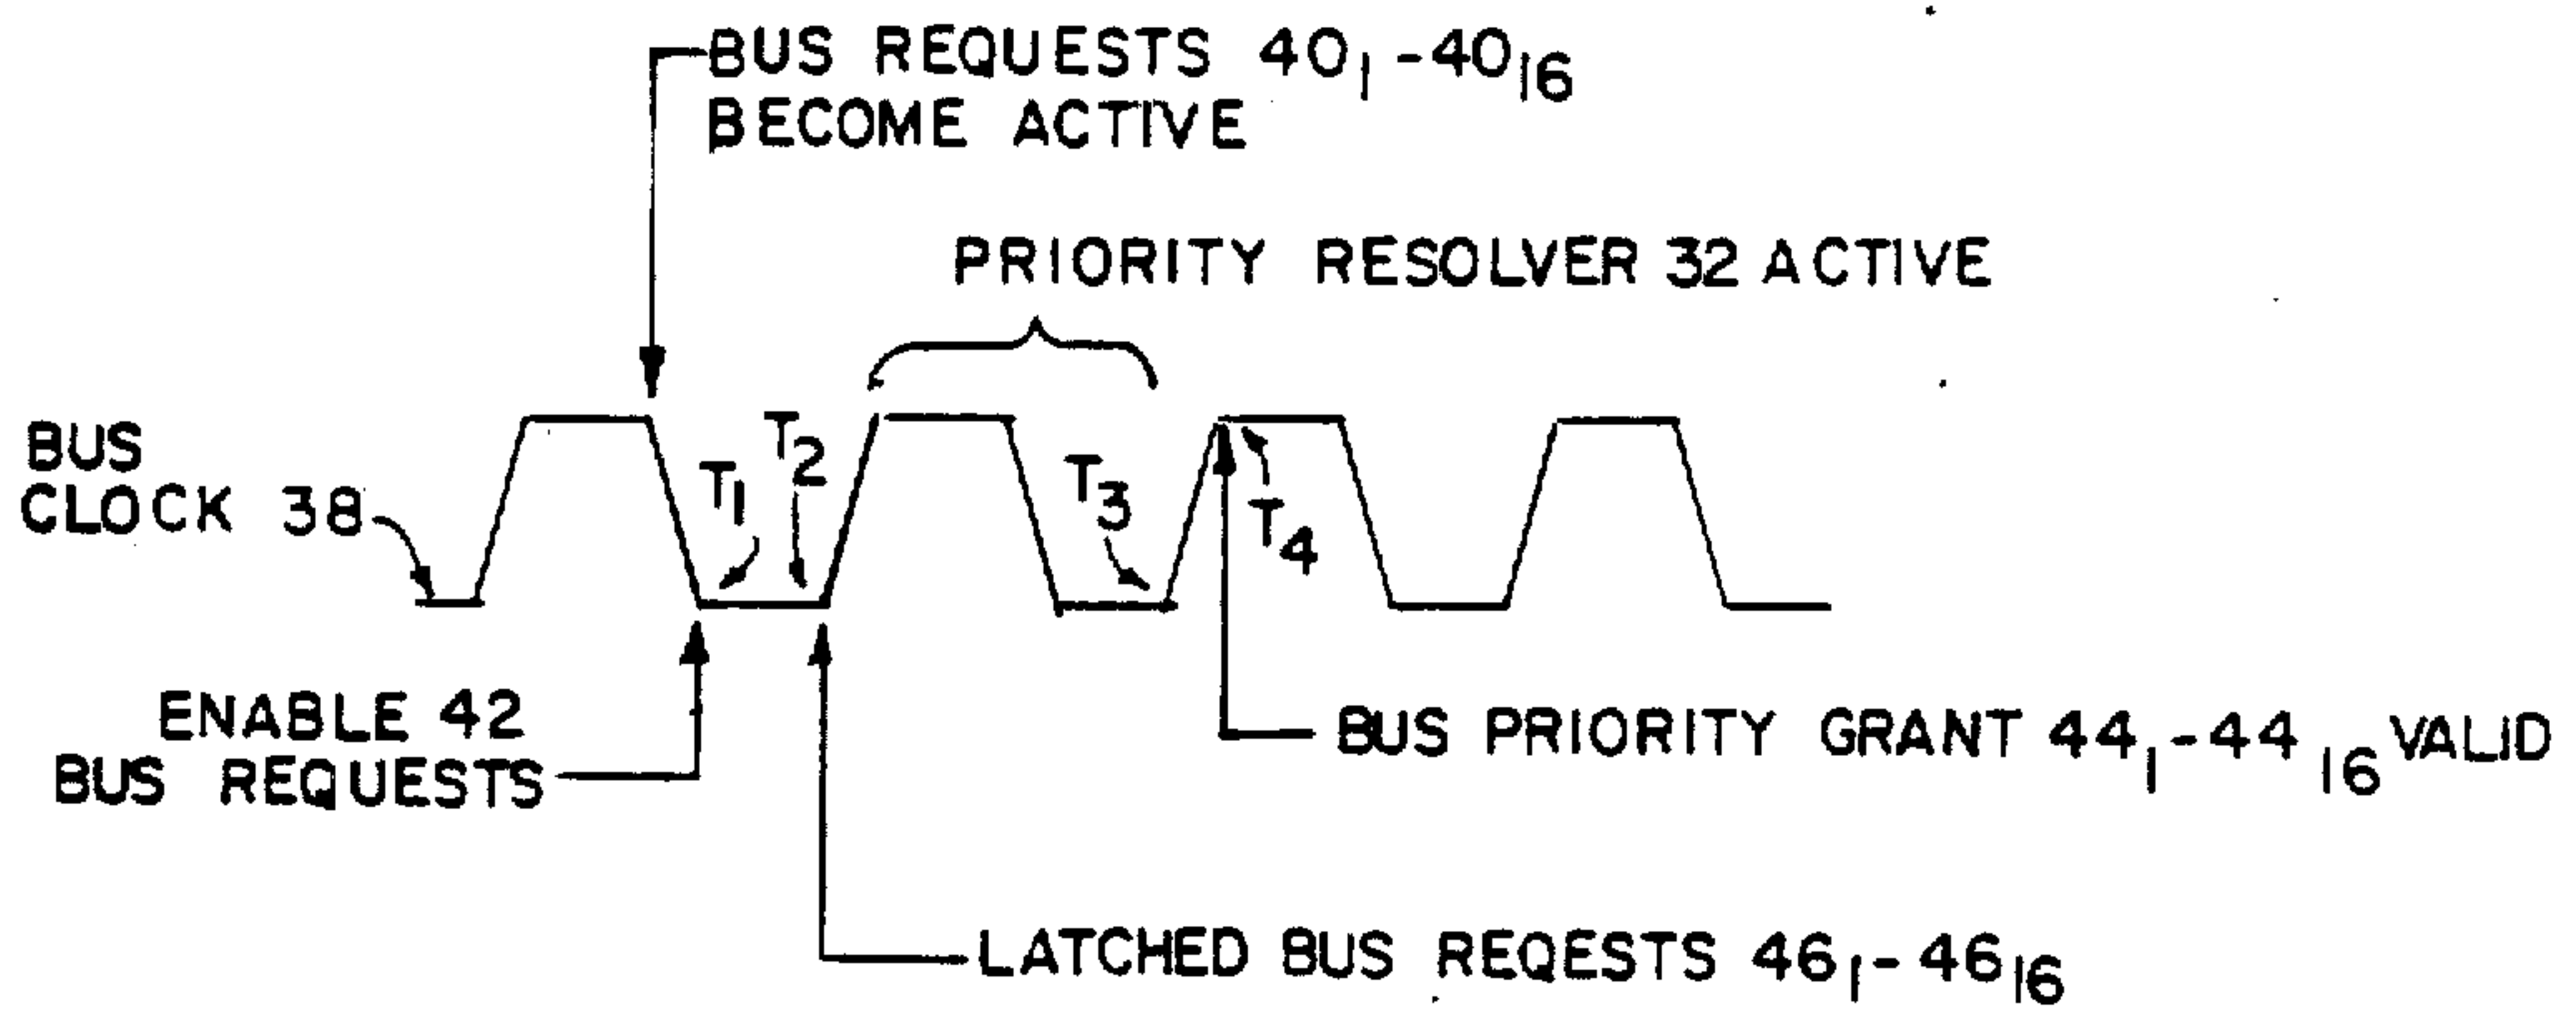 BUS REQUESTS 40₁-40₁₆
BECOME ACTIVE
PRIORITY RESOLVER 32 ACTIVE
BUS
CLOCK 38
T₁
T₂
T₃
T₄
ENABLE 42
BUS REQUESTS
BUS PRIORITY GRANT 44₁-44₁₆ VALID
LATCHED BUS REQESTS 46₁-46₁₆